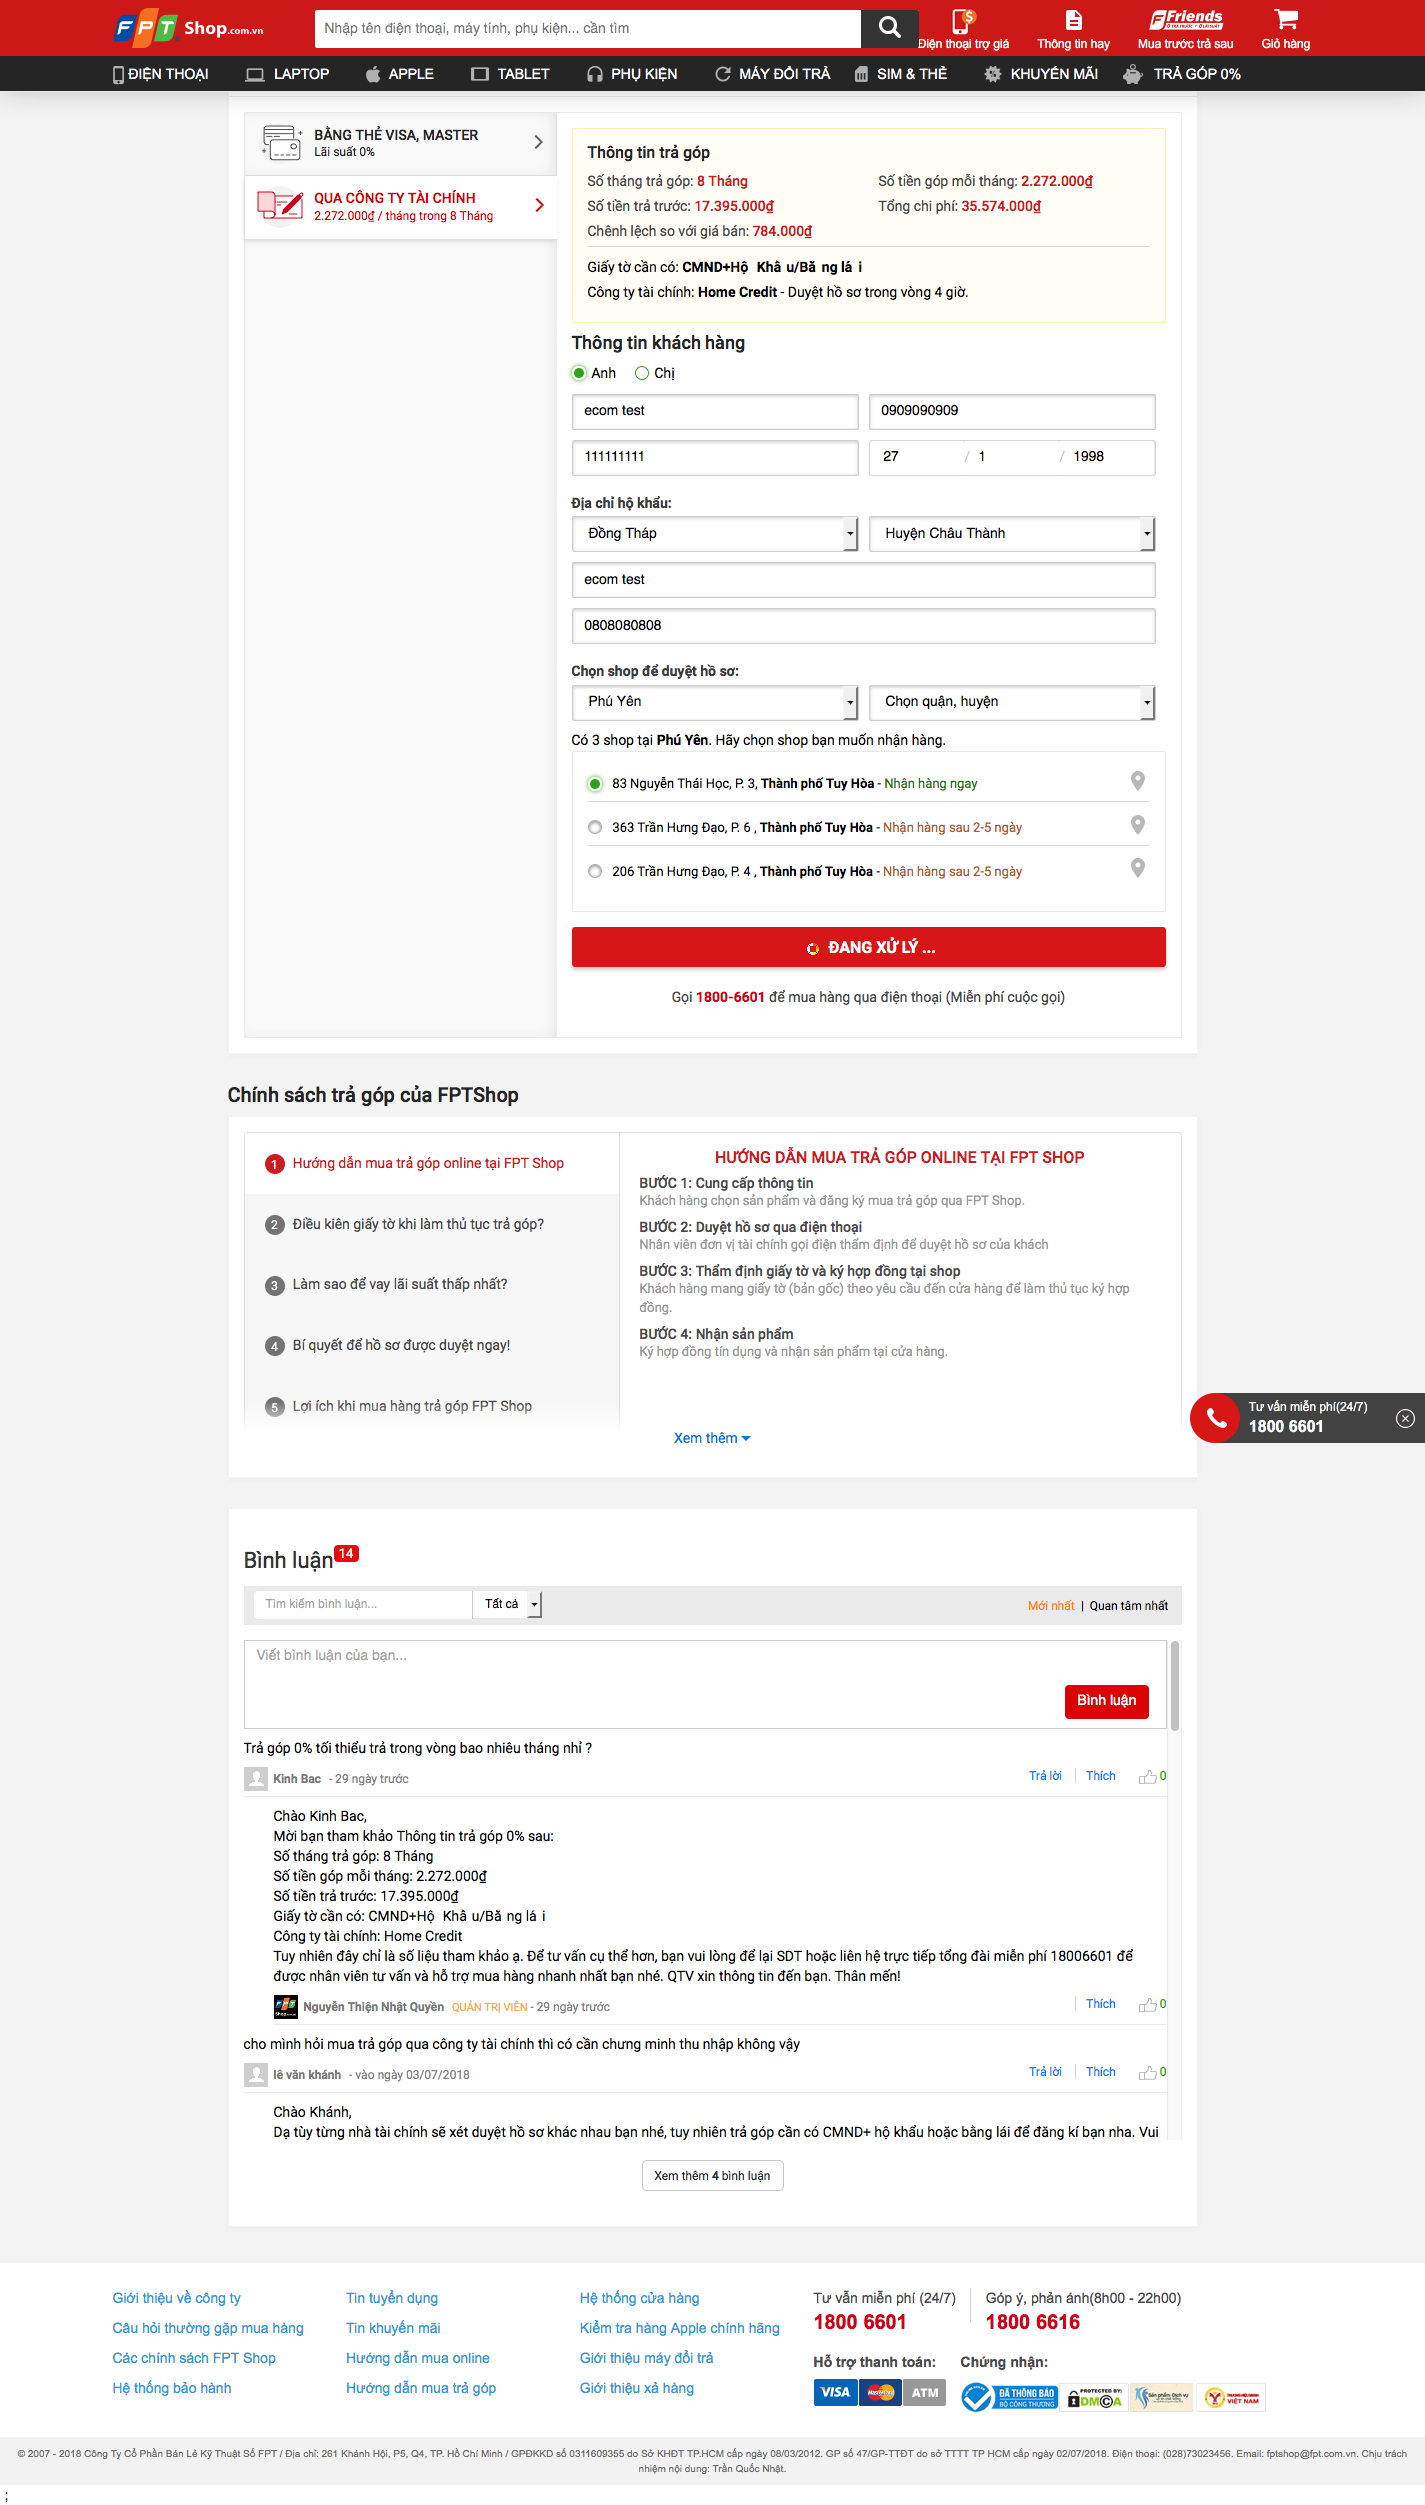 FPT Shop.com.vn
Nhập tên điện thoại, máy tính, phụ kiện... cần tìm
Điện thoại trợ giá
Thông tin hay
Friends
Mua trước trả sau
Giỏ hàng
ĐIỆN THOẠI LAPTOP APPLE TABLET PHỤ KIỆN MÁY ĐỔI TRẢ SIM & THẺ KHUYẾN MÃI TRẢ GÓP 0%
BẰNG THẺ VISA, MASTER
Lãi suất 0%
QUA CÔNG TY TÀI CHÍNH
2.272.000₫ / tháng trong 8 Tháng
Thông tin trả góp
Số tháng trả góp: 8 Tháng
Số tiền góp mỗi tháng: 2.272.000₫
Số tiền trả trước: 17.395.000₫
Tổng chi phí: 35.574.000₫
Chênh lệch so với giá bán: 784.000₫
Giấy tờ cần có: CMND+Hộ Khẩu/Bằng lái
Công ty tài chính: Home Credit - Duyệt hồ sơ trong vòng 4 giờ.
Thông tin khách hàng
Anh Chị
ecom test
0909090909
111111111
27 / 1 / 1998
Địa chỉ hộ khẩu:
Đồng Tháp
Huyện Châu Thành
ecom test
0808080808
Chọn shop để duyệt hồ sơ:
Phú Yên
Chọn quận, huyện
Có 3 shop tại Phú Yên. Hãy chọn shop bạn muốn nhận hàng.
83 Nguyễn Thái Học, P. 3, Thành phố Tuy Hòa - Nhận hàng ngay
363 Trần Hưng Đạo, P. 6 , Thành phố Tuy Hòa - Nhận hàng sau 2-5 ngày
206 Trần Hưng Đạo, P. 4 , Thành phố Tuy Hòa - Nhận hàng sau 2-5 ngày
ĐANG XỬ LÝ ...
Gọi 1800-6601 để mua hàng qua điện thoại (Miễn phí cuộc gọi)
Chính sách trả góp của FPTShop
1 Hướng dẫn mua trả góp online tại FPT Shop
2 Điều kiên giấy tờ khi làm thủ tục trả góp?
3 Làm sao để vay lãi suất thấp nhất?
4 Bí quyết để hồ sơ được duyệt ngay!
5 Lợi ích khi mua hàng trả góp FPT Shop
HƯỚNG DẪN MUA TRẢ GÓP ONLINE TẠI FPT SHOP
BƯỚC 1: Cung cấp thông tin
Khách hàng chọn sản phẩm và đăng ký mua trả góp qua FPT Shop.
BƯỚC 2: Duyệt hồ sơ qua điện thoại
Nhân viên đơn vị tài chính gọi điện thẩm định để duyệt hồ sơ của khách
BƯỚC 3: Thẩm định giấy tờ và ký hợp đồng tại shop
Khách hàng mang giấy tờ (bản gốc) theo yêu cầu đến cửa hàng để làm thủ tục ký hợp
đồng.
BƯỚC 4: Nhận sản phẩm
Ký hợp đồng tín dụng và nhận sản phẩm tại cửa hàng.
Xem thêm
Tư vấn miễn phí(24/7)
1800 6601
Bình luận 14
Tìm kiếm bình luận...
Tất cả
Mới nhất | Quan tâm nhất
Viết bình luận của bạn...
Bình luận
Trả góp 0% tối thiểu trả trong vòng bao nhiêu tháng nhỉ ?
Kinh Bac - 29 ngày trước
Trả lời Thích 0
Chào Kinh Bac,
Mời bạn tham khảo Thông tin trả góp 0% sau:
Số tháng trả góp: 8 Tháng
Số tiền góp mỗi tháng: 2.272.000₫
Số tiền trả trước: 17.395.000₫
Giấy tờ cần có: CMND+Hộ Khẩu/Bằng lái
Công ty tài chính: Home Credit
Tuy nhiên đây chỉ là số liệu tham khảo ạ. Để tư vấn cụ thể hơn, bạn vui lòng để lại SDT hoặc liên hệ trực tiếp tổng đài miễn phí 18006601 để
được nhân viên tư vấn và hỗ trợ mua hàng nhanh nhất bạn nhé. QTV xin thông tin đến bạn. Thân mến!
Nguyễn Thiện Nhật Quyền QUẢN TRỊ VIÊN - 29 ngày trước
Thích 0
cho mình hỏi mua trả góp qua công ty tài chính thì có cần chưng minh thu nhập không vậy
lê văn khánh - vào ngày 03/07/2018
Trả lời Thích 0
Chào Khánh,
Dạ tùy từng nhà tài chính sẽ xét duyệt hồ sơ khác nhau bạn nhé, tuy nhiên trả góp cần có CMND+ hộ khẩu hoặc bằng lái để đăng kí bạn nha. Vui
Xem thêm 4 bình luận
Giới thiệu về công ty
Câu hỏi thường gặp mua hàng
Các chính sách FPT Shop
Hệ thống bảo hành
Tin tuyển dụng
Tin khuyến mãi
Hướng dẫn mua online
Hướng dẫn mua trả góp
Hệ thống cửa hàng
Kiểm tra hàng Apple chính hãng
Giới thiệu máy đổi trả
Giới thiệu xả hàng
Tư vấn miễn phí (24/7)
1800 6601
Góp ý, phản ánh(8h00 - 22h00)
1800 6616
Hỗ trợ thanh toán:
VISA MasterCard ATM
Chứng nhận:
ĐÃ THÔNG BÁO
BỘ CÔNG THƯƠNG
PROTECTED BY:
DMCA
VIỆT NAM
© 2007 - 2018 Công Ty Cổ Phần Bán Lẻ Kỹ Thuật Số FPT / Địa chỉ: 261 Khánh Hội, P5, Q4, TP. Hồ Chí Minh / GPĐKKD số 0311609355 do Sở KHĐT TP.HCM cấp ngày 08/03/2012. GP số 47/GP-TTĐT do sở TTTT TP HCM cấp ngày 02/07/2018. Điện thoại: (028)73023456. Email: fptshop@fpt.com.vn. Chịu trách
nhiệm nội dung: Trần Quốc Nhật.
;